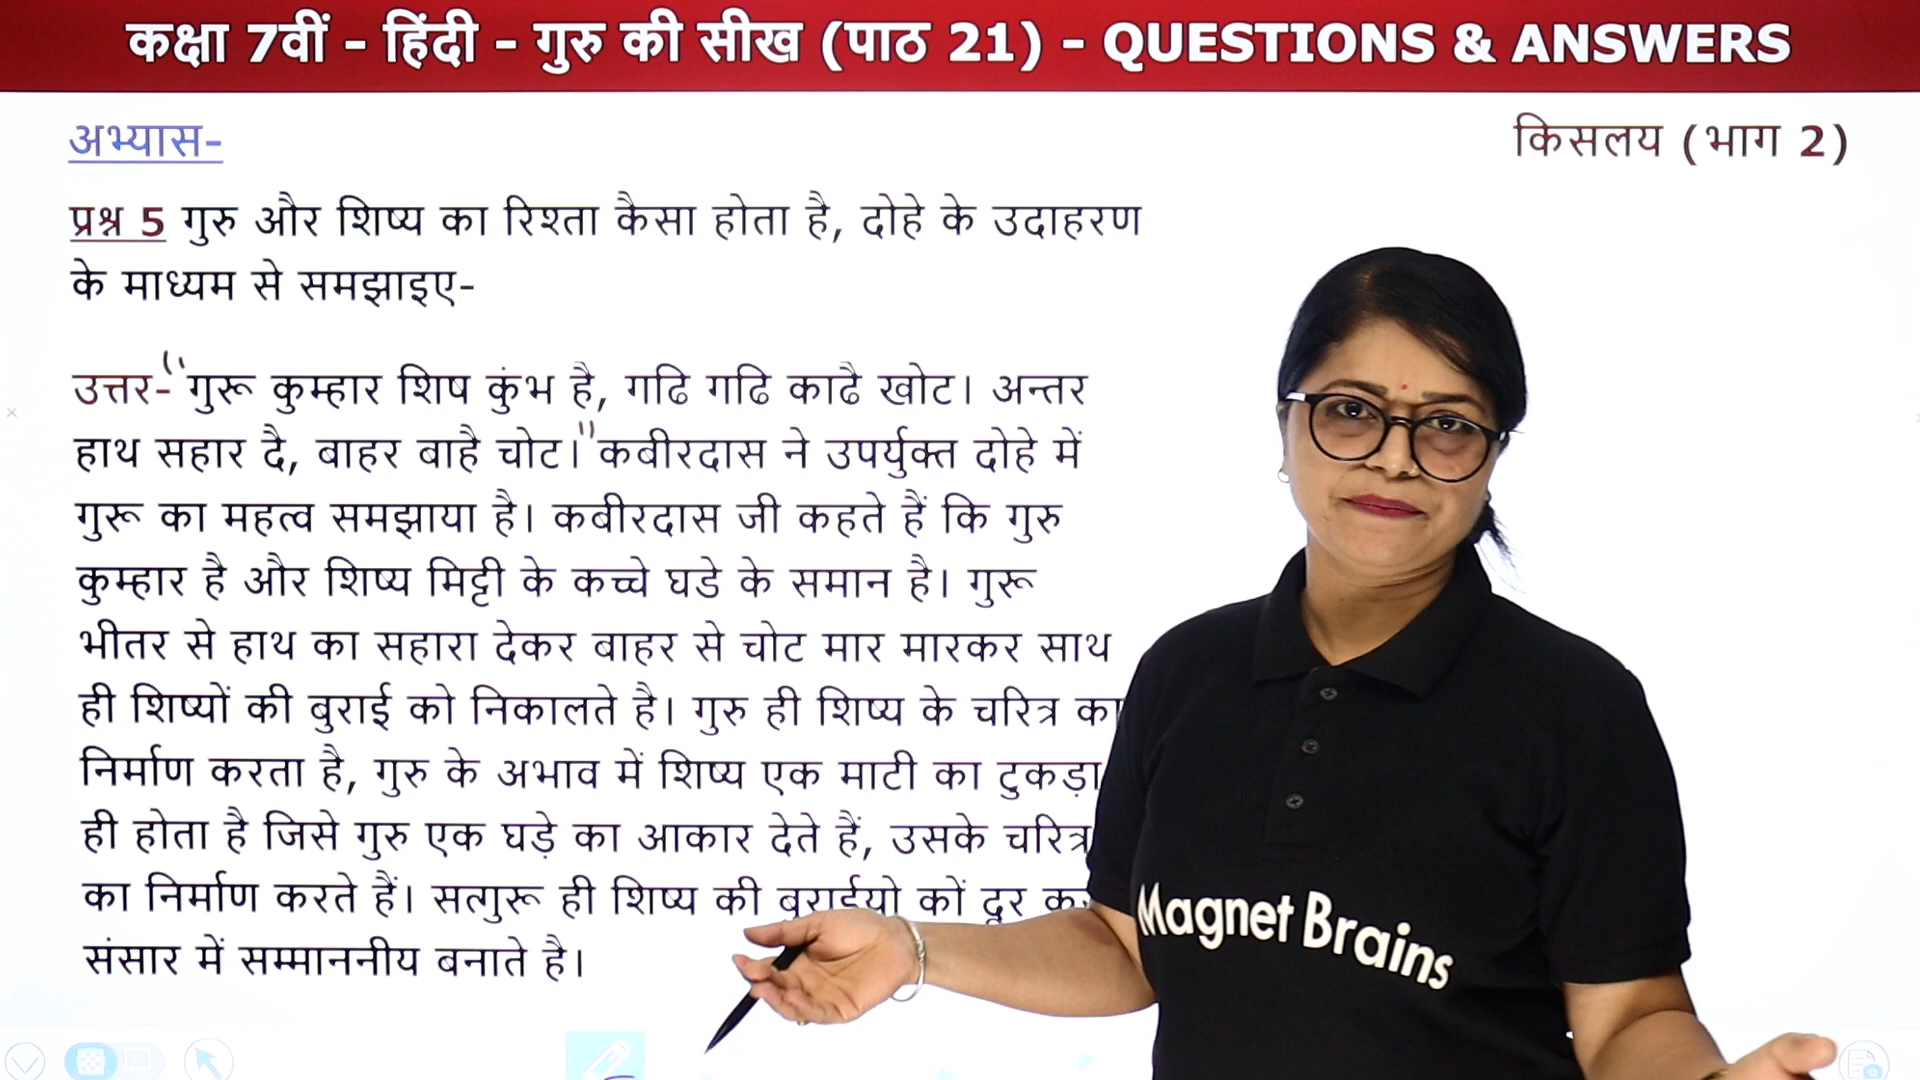 कक्षा 7वीं - हिंदी - गुरु की सीख (पाठ 21) - QUESTIONS & ANSWERS
अभ्यास-
किसलय (भाग 2)
प्रश्न 5 गुरु और शिष्य का रिश्ता कैसा होता है, दोहे के उदाहरण
के माध्यम से समझाइए-
उत्तर-"गुरू कुम्हार शिष कुंभ है, गढि गढि काढै खोट। अन्तर
हाथ सहार दै, बाहर बाहै चोट।"कबीरदास ने उपर्युक्त दोहे में
गुरू का महत्व समझाया है। कबीरदास जी कहते हैं कि गुरु
कुम्हार है और शिष्य मिट्टी के कच्चे घडे के समान है। गुरू
भीतर से हाथ का सहारा देकर बाहर से चोट मार मारकर साथ
ही शिष्यों की बुराई को निकालते है। गुरु ही शिष्य के चरित्र का
निर्माण करता है, गुरु के अभाव में शिष्य एक माटी का टुकड़ा
ही होता है जिसे गुरु एक घड़े का आकार देते हैं, उसके चरित्र
का निर्माण करते हैं। सत्गुरू ही शिष्य की बुराईयो कों दूर
संसार में सम्माननीय बनाते है।
Magnet Brains